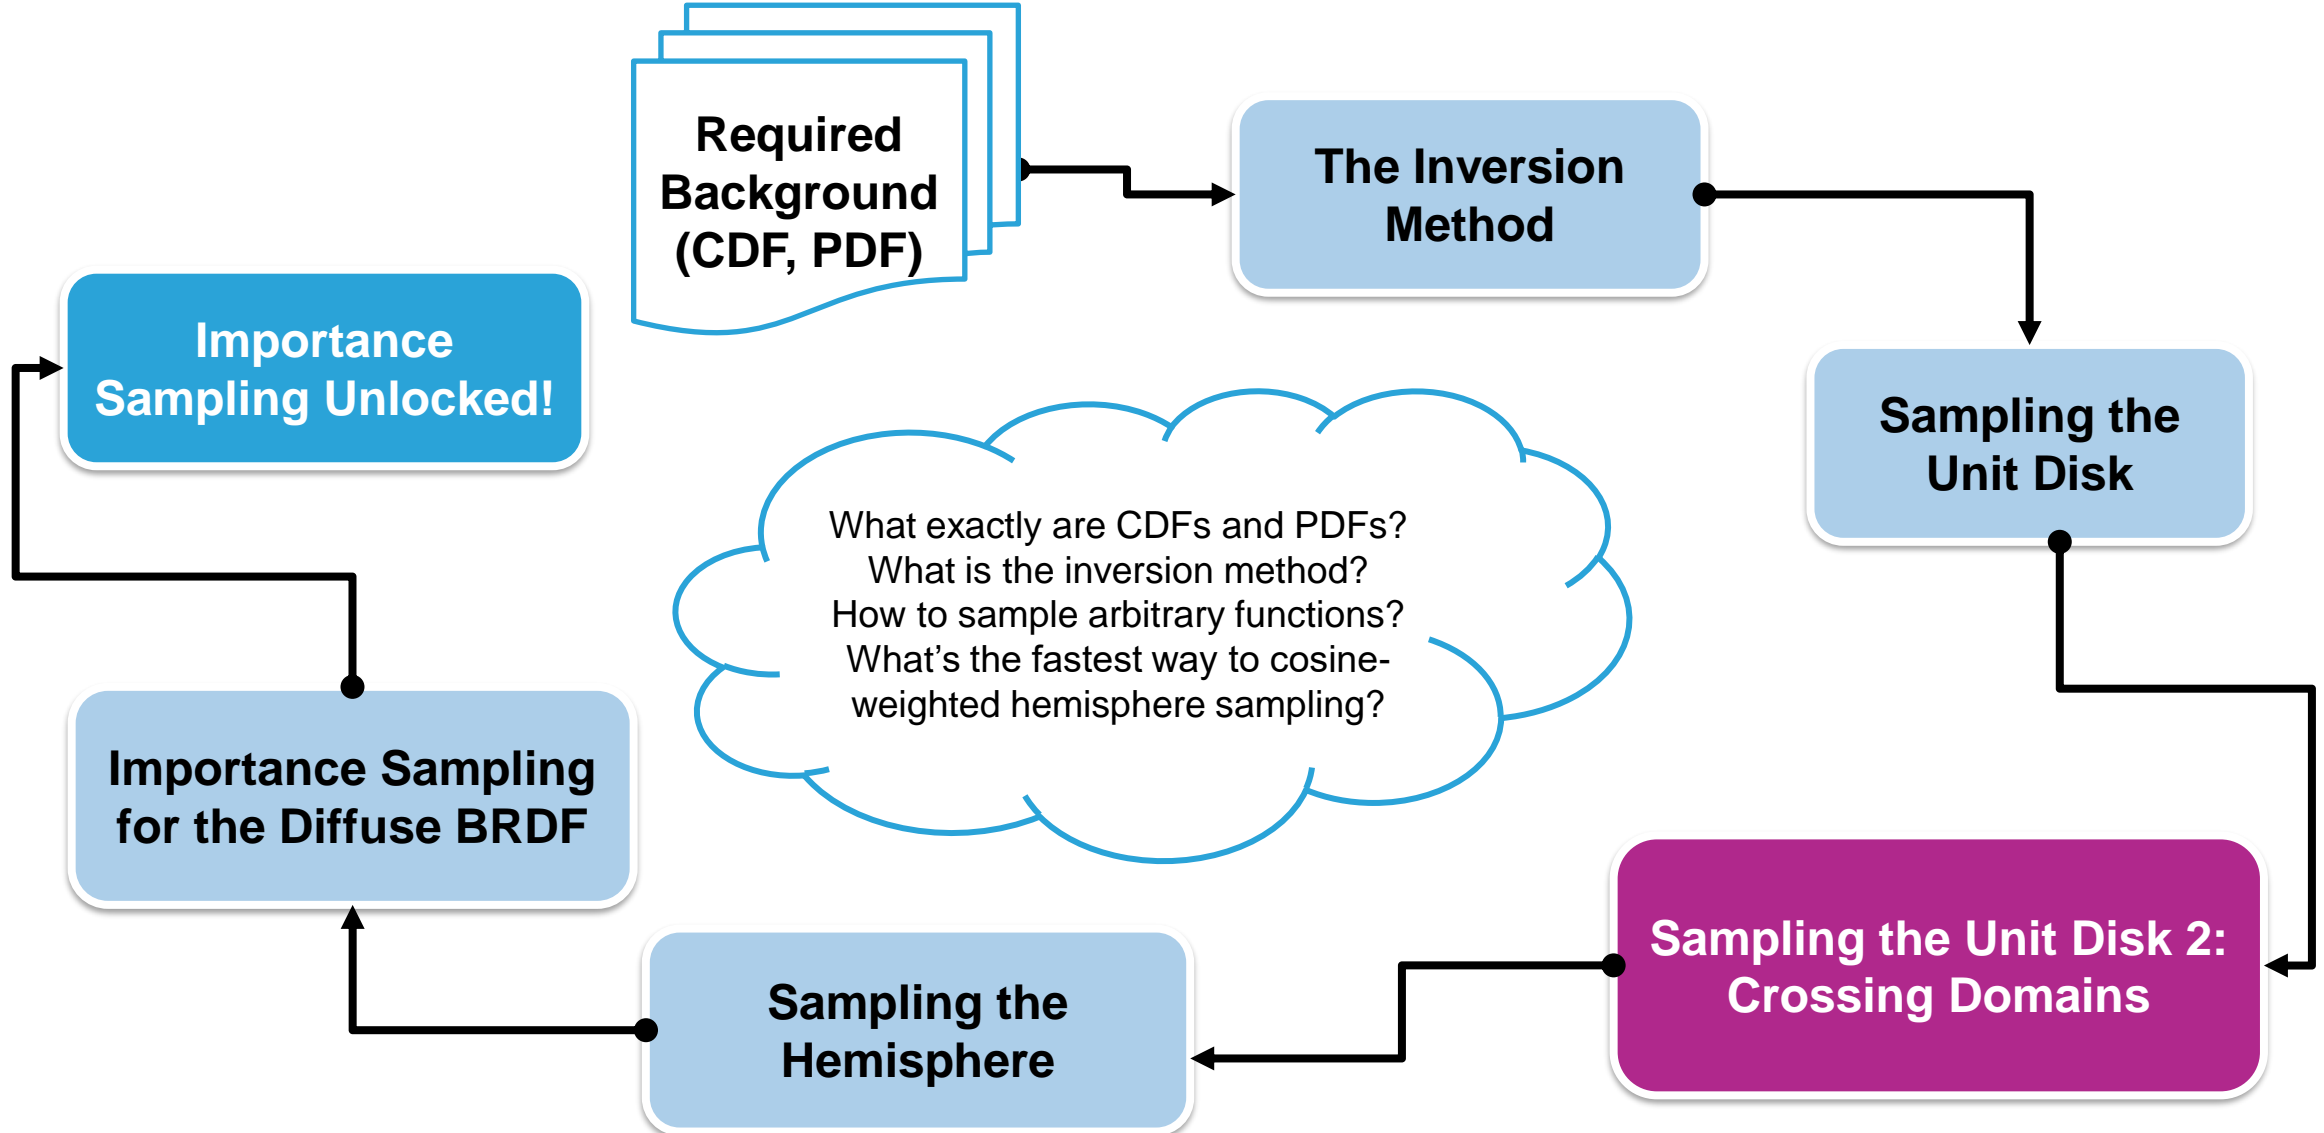 Required
Background
(CDF, PDF)
The Inversion
Method
Sampling the
Unit Disk
Sampling the Unit Disk 2:
Crossing Domains
Sampling the
Hemisphere
Importance Sampling
for the Diffuse BRDF
Importance
Sampling Unlocked!
What exactly are CDFs and PDFs?
What is the inversion method?
How to sample arbitrary functions?
What’s the fastest way to cosine-
weighted hemisphere sampling?